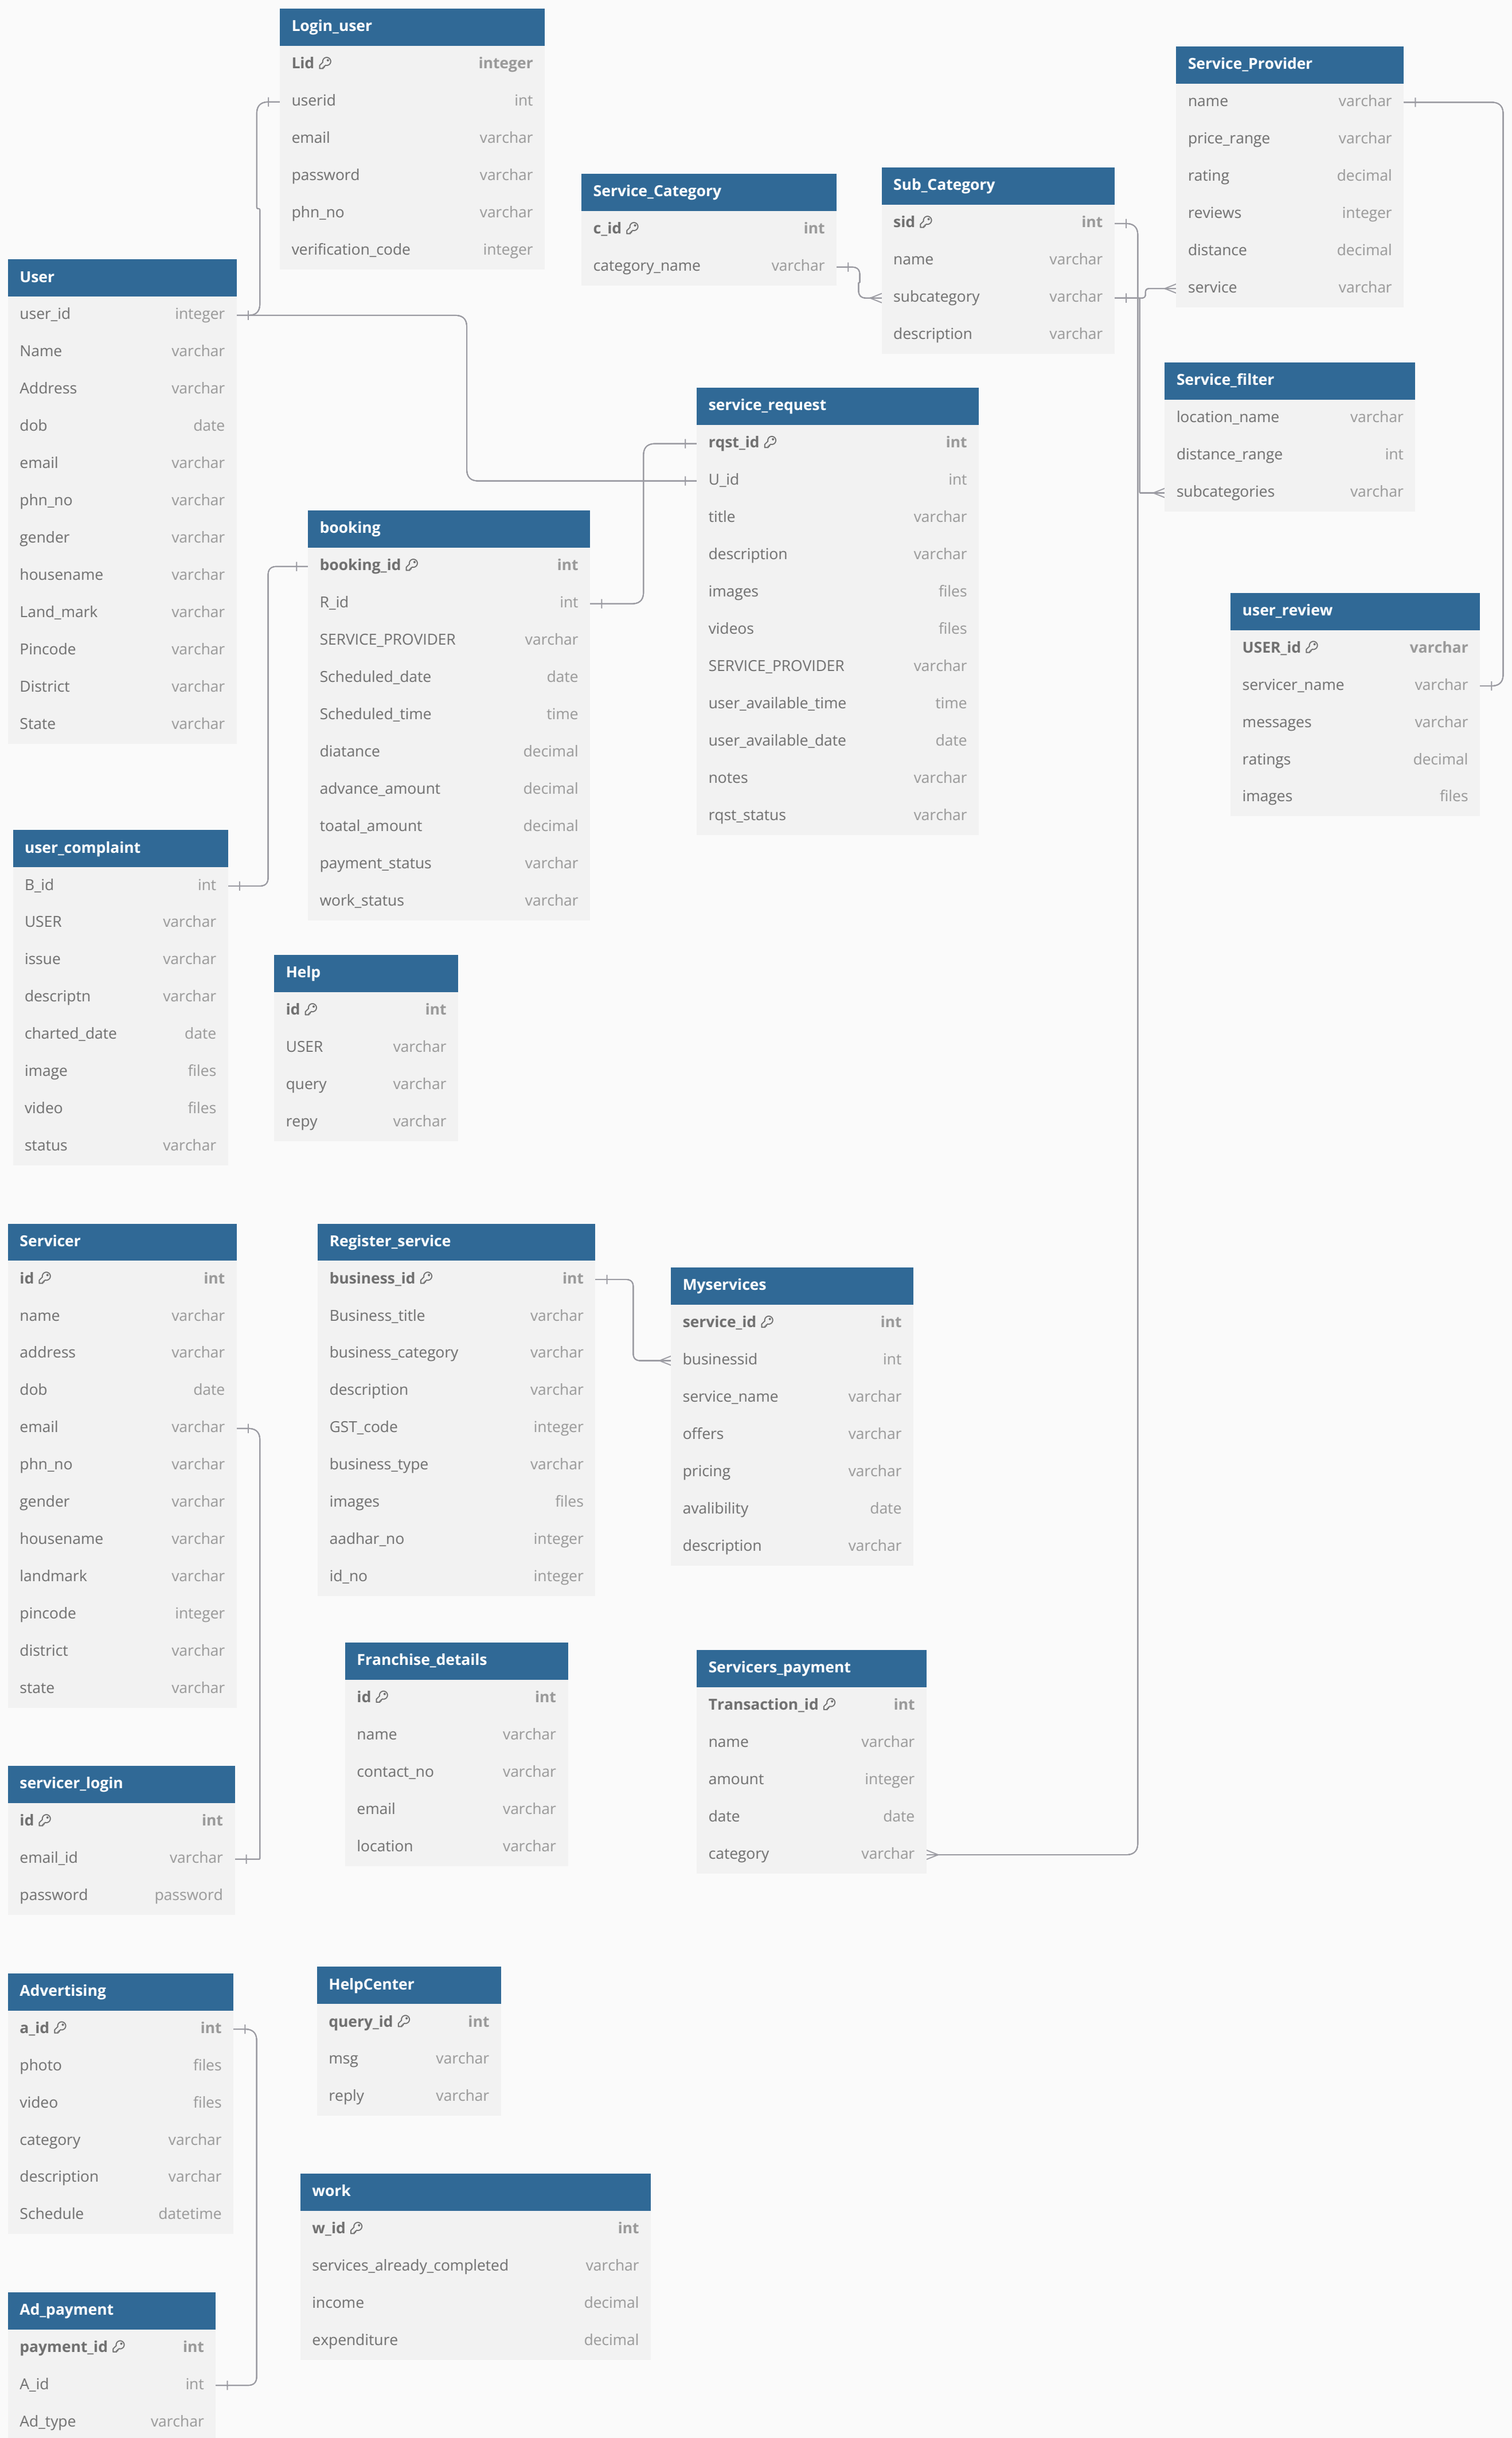 Login_user
Lid integer
userid int
email varchar
password varchar
phn_no varchar
verification_code integer
Service_Provider
name varchar
price_range varchar
rating decimal
reviews integer
distance decimal
service varchar
Service_Category
c_id int
category_name varchar
Sub_Category
sid int
name varchar
subcategory varchar
description varchar
User
user_id integer
Name varchar
Address varchar
dob date
email varchar
phn_no varchar
gender varchar
housename varchar
Land_mark varchar
Pincode varchar
District varchar
State varchar
Service_filter
location_name varchar
distance_range int
subcategories varchar
service_request
rqst_id int
U_id int
title varchar
description varchar
images files
videos files
SERVICE_PROVIDER varchar
user_available_time time
user_available_date date
notes varchar
rqst_status varchar
booking
booking_id int
R_id int
SERVICE_PROVIDER varchar
Scheduled_date date
Scheduled_time time
diatance decimal
advance_amount decimal
toatal_amount decimal
payment_status varchar
work_status varchar
user_review
USER_id varchar
servicer_name varchar
messages varchar
ratings decimal
images files
user_complaint
B_id int
USER varchar
issue varchar
descriptn varchar
charted_date date
image files
video files
status varchar
Help
id int
USER varchar
query varchar
repy varchar
Servicer
id int
name varchar
address varchar
dob date
email varchar
phn_no varchar
gender varchar
housename varchar
landmark varchar
pincode integer
district varchar
state varchar
Register_service
business_id int
Business_title varchar
business_category varchar
description varchar
GST_code integer
business_type varchar
images files
aadhar_no integer
id_no integer
Myservices
service_id int
businessid int
service_name varchar
offers varchar
pricing varchar
avalibility date
description varchar
Franchise_details
id int
name varchar
contact_no varchar
email varchar
location varchar
Servicers_payment
Transaction_id int
name varchar
amount integer
date date
category varchar
servicer_login
id int
email_id varchar
password password
Advertising
a_id int
photo files
video files
category varchar
description varchar
Schedule datetime
HelpCenter
query_id int
msg varchar
reply varchar
work
w_id int
services_already_completed varchar
income decimal
expenditure decimal
Ad_payment
payment_id int
A_id int
Ad_type varchar